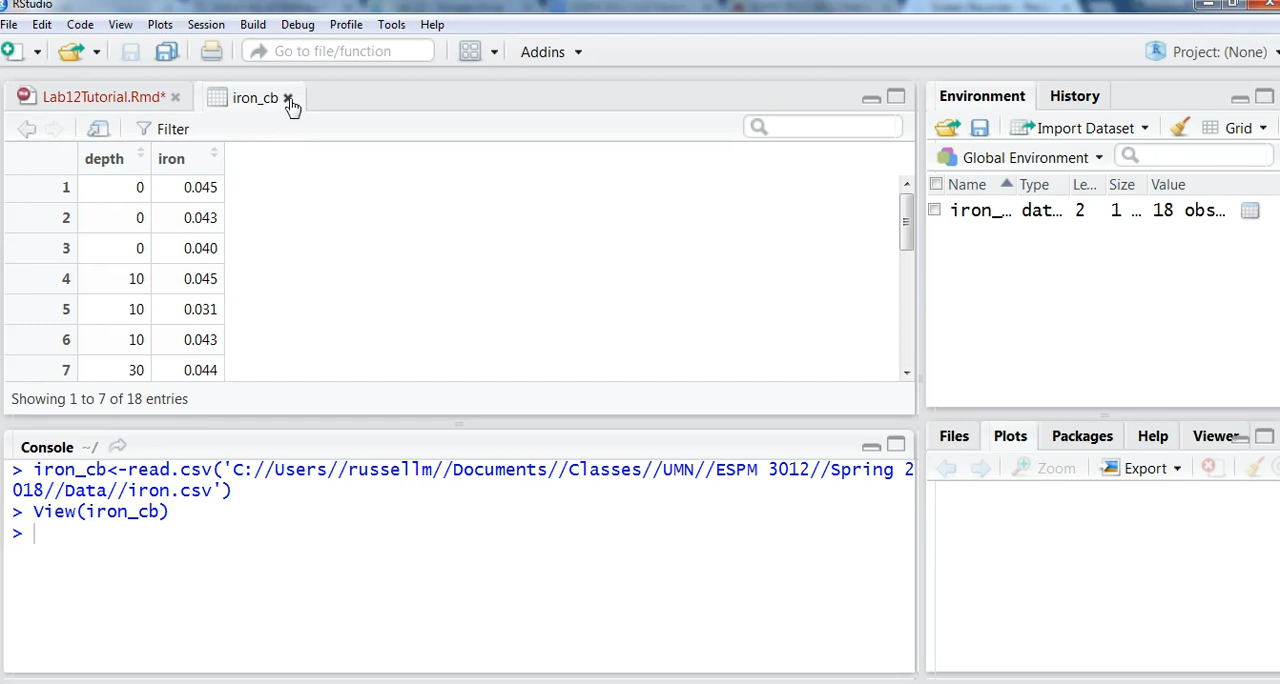 RStudio
File Edit Code View Plots Session Build Debug Profile Tools Help
Go to file/function Addins Project: (None)
Lab12Tutorial.Rmd* iron_cb
Filter
depth iron
1 0 0.045
2 0 0.043
3 0 0.040
4 10 0.045
5 10 0.031
6 10 0.043
7 30 0.044
Showing 1 to 7 of 18 entries
Console ~/
> iron_cb<-read.csv('C://Users//russellm//Documents//Classes//UMN//ESPM 3012//Spring 2
018//Data//iron.csv')
> View(iron_cb)
>
Environment History
Import Dataset Grid
Global Environment
Name Type Le... Size Value
iron_... dat... 2 1 ... 18 obs...
Files Plots Packages Help Viewer
Zoom Export